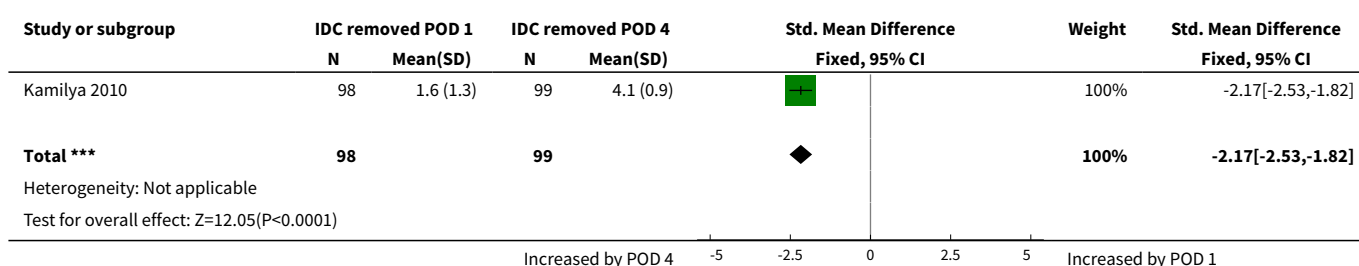 Study or subgroup IDC removed POD 1 IDC removed POD 4 Std. Mean Difference Weight Std. Mean Difference
N Mean(SD) N Mean(SD) Fixed, 95% CI Fixed, 95% CI
Kamilya 2010 98 1.6 (1.3) 99 4.1 (0.9) 100% -2.17[-2.53,-1.82]
Total *** 98 99 100% -2.17[-2.53,-1.82]
Heterogeneity: Not applicable
Test for overall effect: Z=12.05(P<0.0001)
Increased by POD 4 -5 -2.5 0 2.5 5 Increased by POD 1